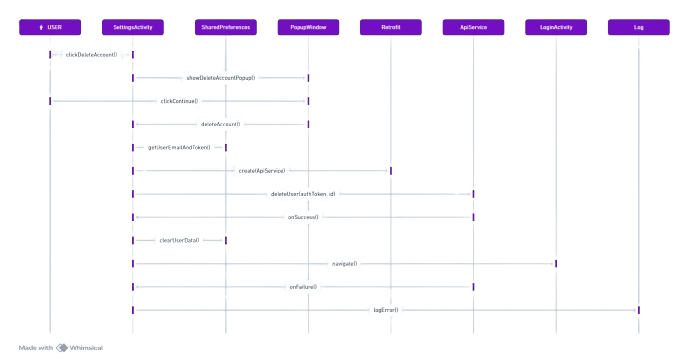 USER
SettingsActivity
SharedPreferences
PopupWindow
Retrofit
ApiService
LoginActivity
Log
clickDeleteAccount()
showDeleteAccountPopup()
clickContinue()
deleteAccount()
getUserEmailAndToken()
create(ApiService)
deleteUser(authToken, id)
onSuccess()
clearUserData()
navigate()
onFailure()
logError()
Made with Whimsical